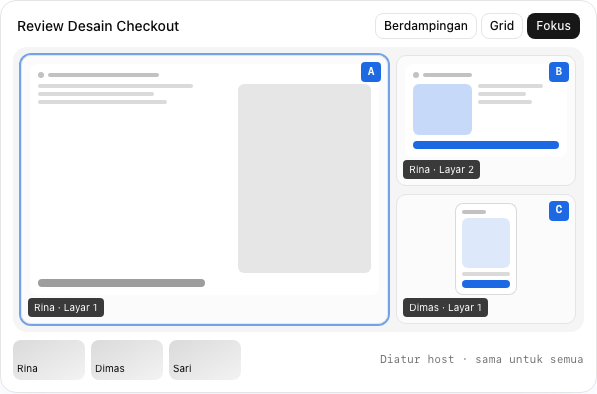 Review Desain Checkout
Berdampingan
Grid
Fokus
A
Rina · Layar 1
B
Rina · Layar 2
C
Dimas · Layar 1
Rina
Dimas
Sari
Diatur host · sama untuk semua